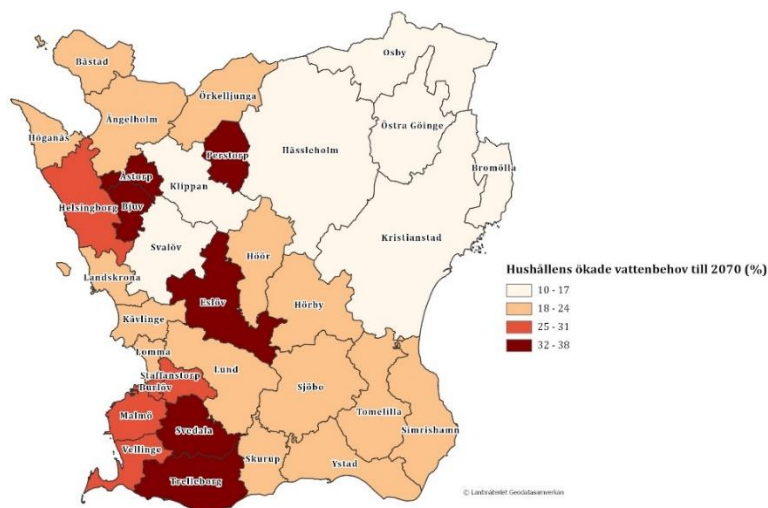 Osby
Båstad
Örkelljunga
Ängelholm
Östra Göinge
Höganäs
Hässleholm
Perstorp
Åstorp
Klippan
Bromölla
Helsingborg
Bjuv
Kristianstad
Svalöv
Höör
Landskrona
Eslöv
Hörby
Kävlinge
Lomma
Lund
Staffanstorp
Burlöv
Sjöbo
Malmö
Tomelilla
Svedala
Simrishamn
Vellinge
Skurup
Ystad
Trelleborg
Hushållens ökade vattenbehov till 2070 (%)
10 - 17
18 - 24
25 - 31
32 - 38
© Lantmäteriet Geodatasamverkan